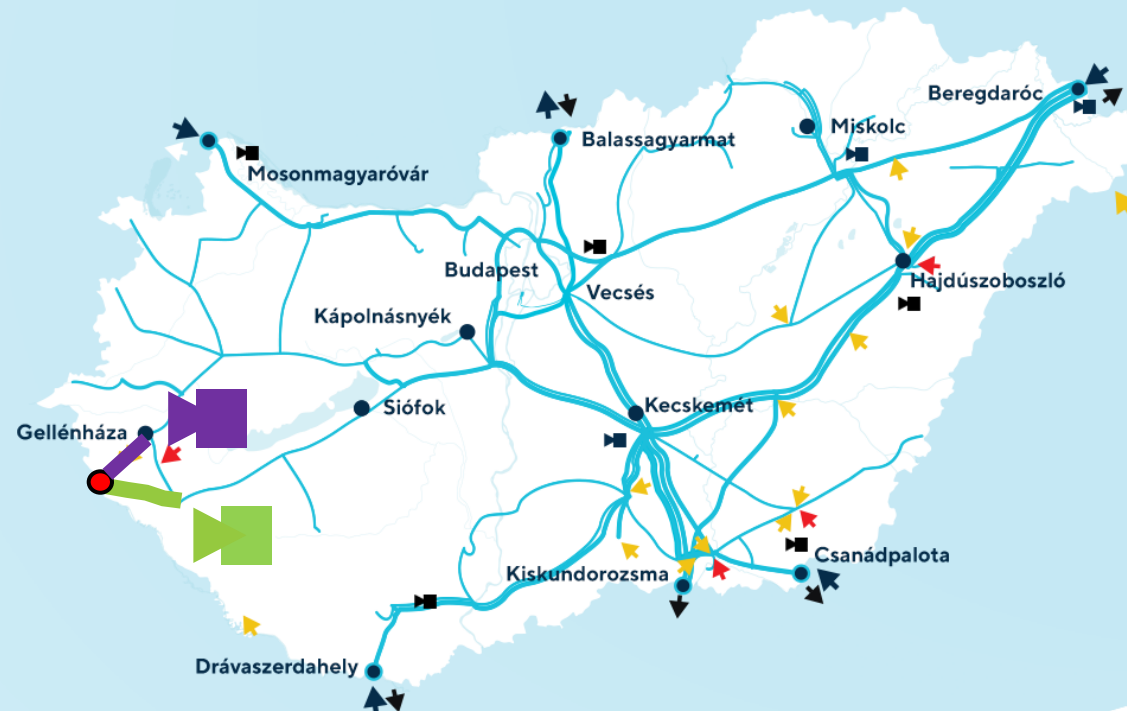 Beregdaróc
Miskolc
Balassagyarmat
Mosonmagyaróvár
Budapest
Hajdúszoboszló
Vecsés
Kápolnásnyék
Kecskemét
Siófok
Gellénháza
Csanádpalota
Kiskundorozsma
Drávaszerdahely